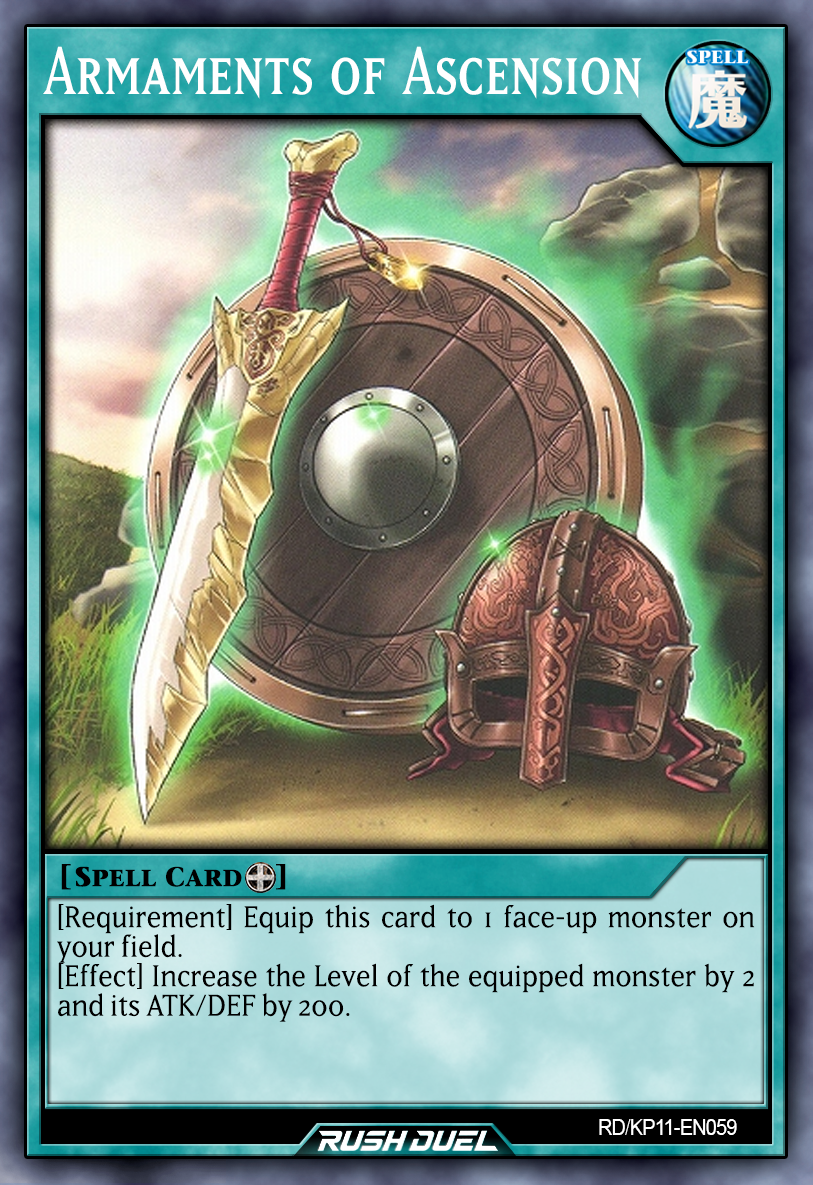 Armaments of Ascension
SPELL
魔
[Spell Card]
[Requirement] Equip this card to 1 face-up monster on
your field.
[Effect] Increase the Level of the equipped monster by 2
and its ATK/DEF by 200.
RD/KP11-EN059
RUSH DUEL